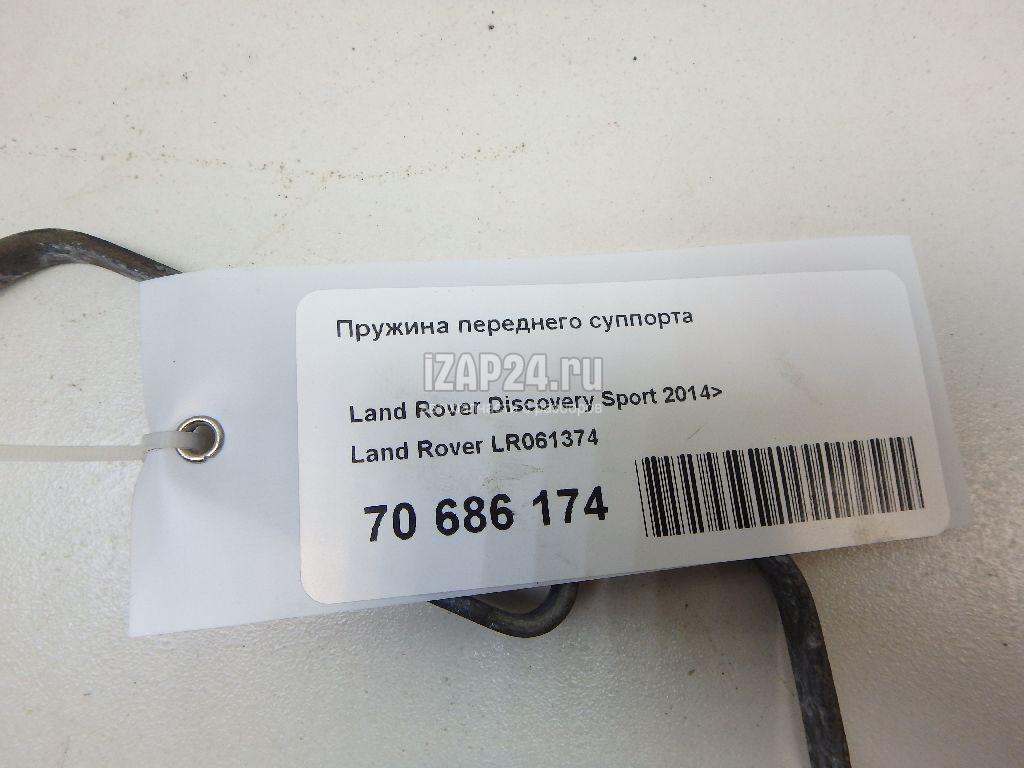 Пружина переднего суппорта
iZAP24.ru
Land Rover Discovery Sport 2014>
Land Rover LR061374
70 686 174